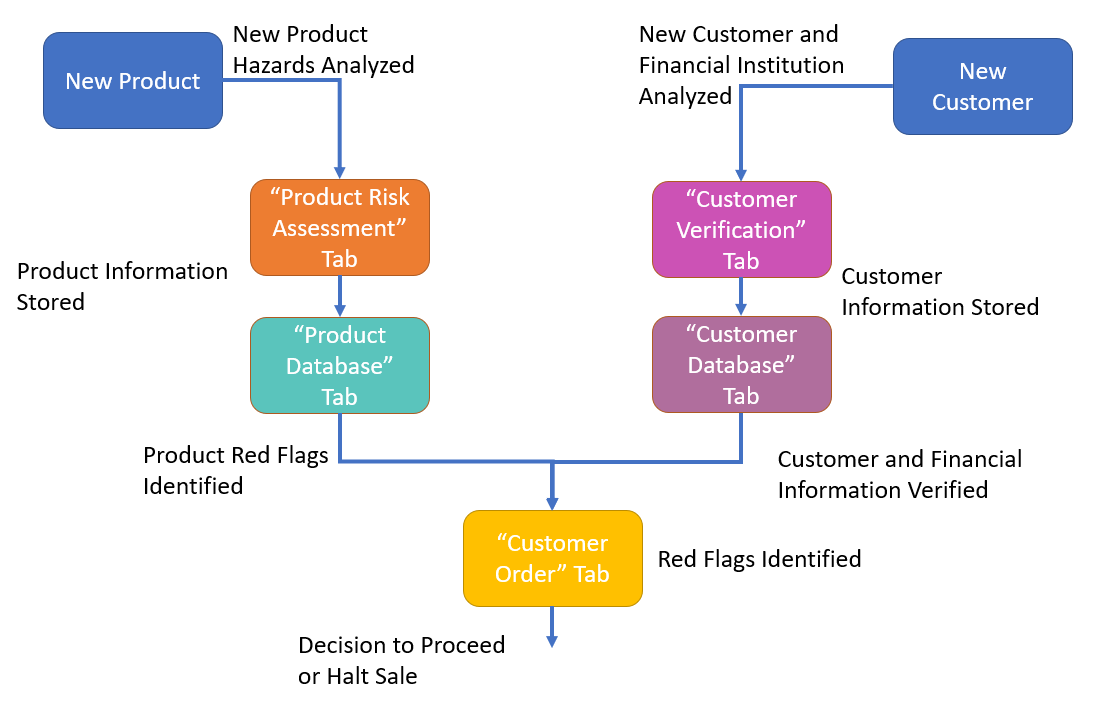 New Product
New Product
Hazards Analyzed
New Customer and
Financial Institution
Analyzed
New
Customer
“Product Risk
Assessment”
Tab
“Customer
Verification”
Tab
Product Information
Stored
Customer
Information Stored
“Product
Database”
Tab
“Customer
Database”
Tab
Product Red Flags
Identified
Customer and Financial
Information Verified
“Customer
Order” Tab
Red Flags Identified
Decision to Proceed
or Halt Sale